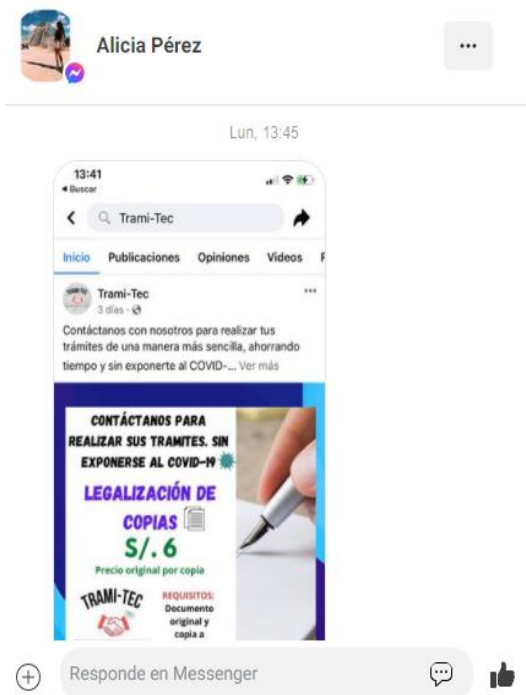 Alicia Pérez
Lun, 13:45
13:41
Buscar
Trami-Tec
Inicio Publicaciones Opiniones Videos
Trami-Tec
3 días
Contáctanos con nosotros para realizar tus
trámites de una manera más sencilla, ahorrando
tiempo y sin exponerte al COVID-... Ver más
CONTÁCTANOS PARA
REALIZAR SUS TRAMITES. SIN
EXPONERSE AL COVID-19
LEGALIZACIÓN DE
COPIAS
S/. 6
Precio original por copia
TRAMI-TEC
REQUISITOS:
Documento
original y
copia a
Responde en Messenger